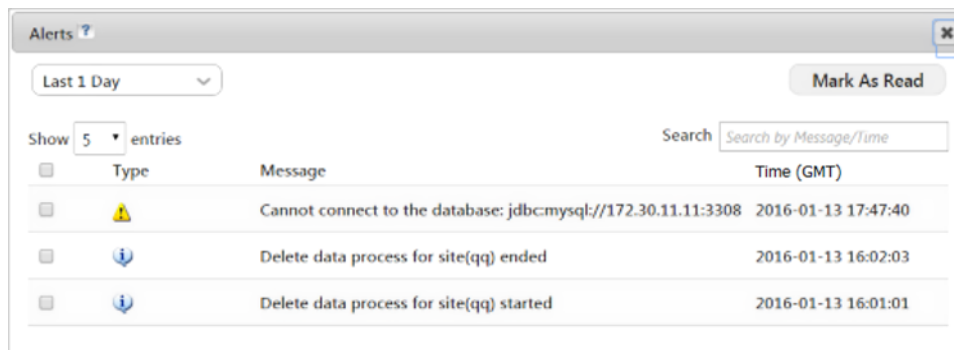 Alerts ?
Last 1 Day
Mark As Read
Show 5 entries
Search Search by Message/Time
Type Message Time (GMT)
Cannot connect to the database: jdbc:mysql://172.30.11.11:3308 2016-01-13 17:47:40
Delete data process for site(qq) ended 2016-01-13 16:02:03
Delete data process for site(qq) started 2016-01-13 16:01:01